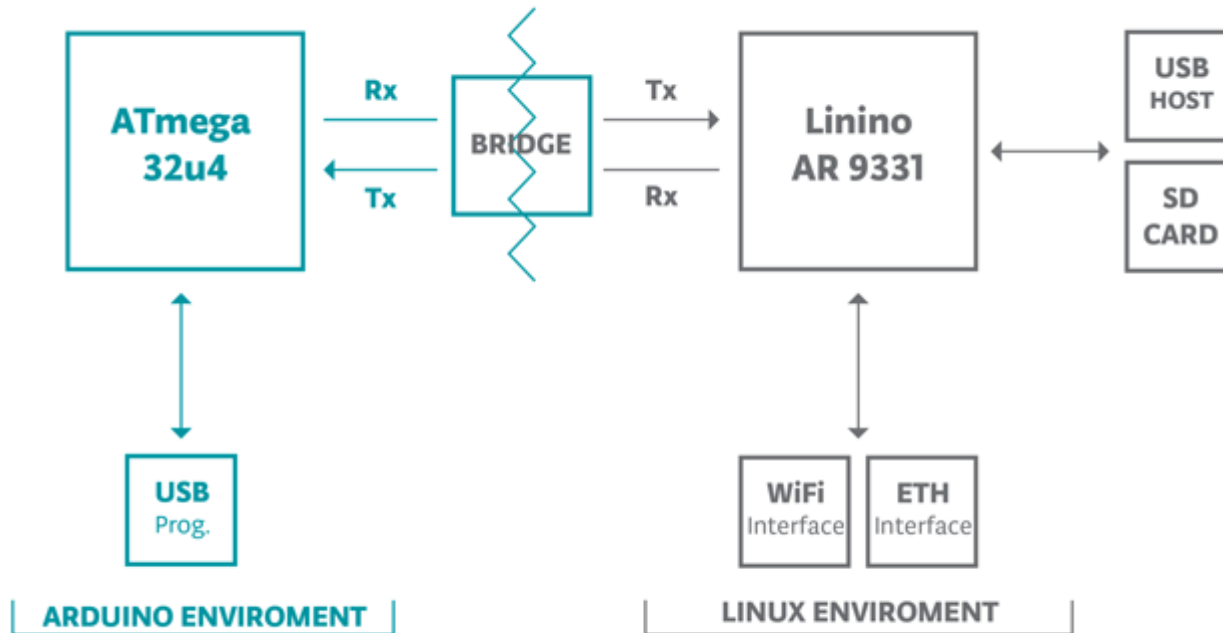 ATmega
32u4
Rx
Tx
BRIDGE
Tx
Rx
Linino
AR 9331
USB
HOST
SD
CARD
USB
Prog.
WiFi
Interface
ETH
Interface
ARDUINO ENVIROMENT
LINUX ENVIROMENT